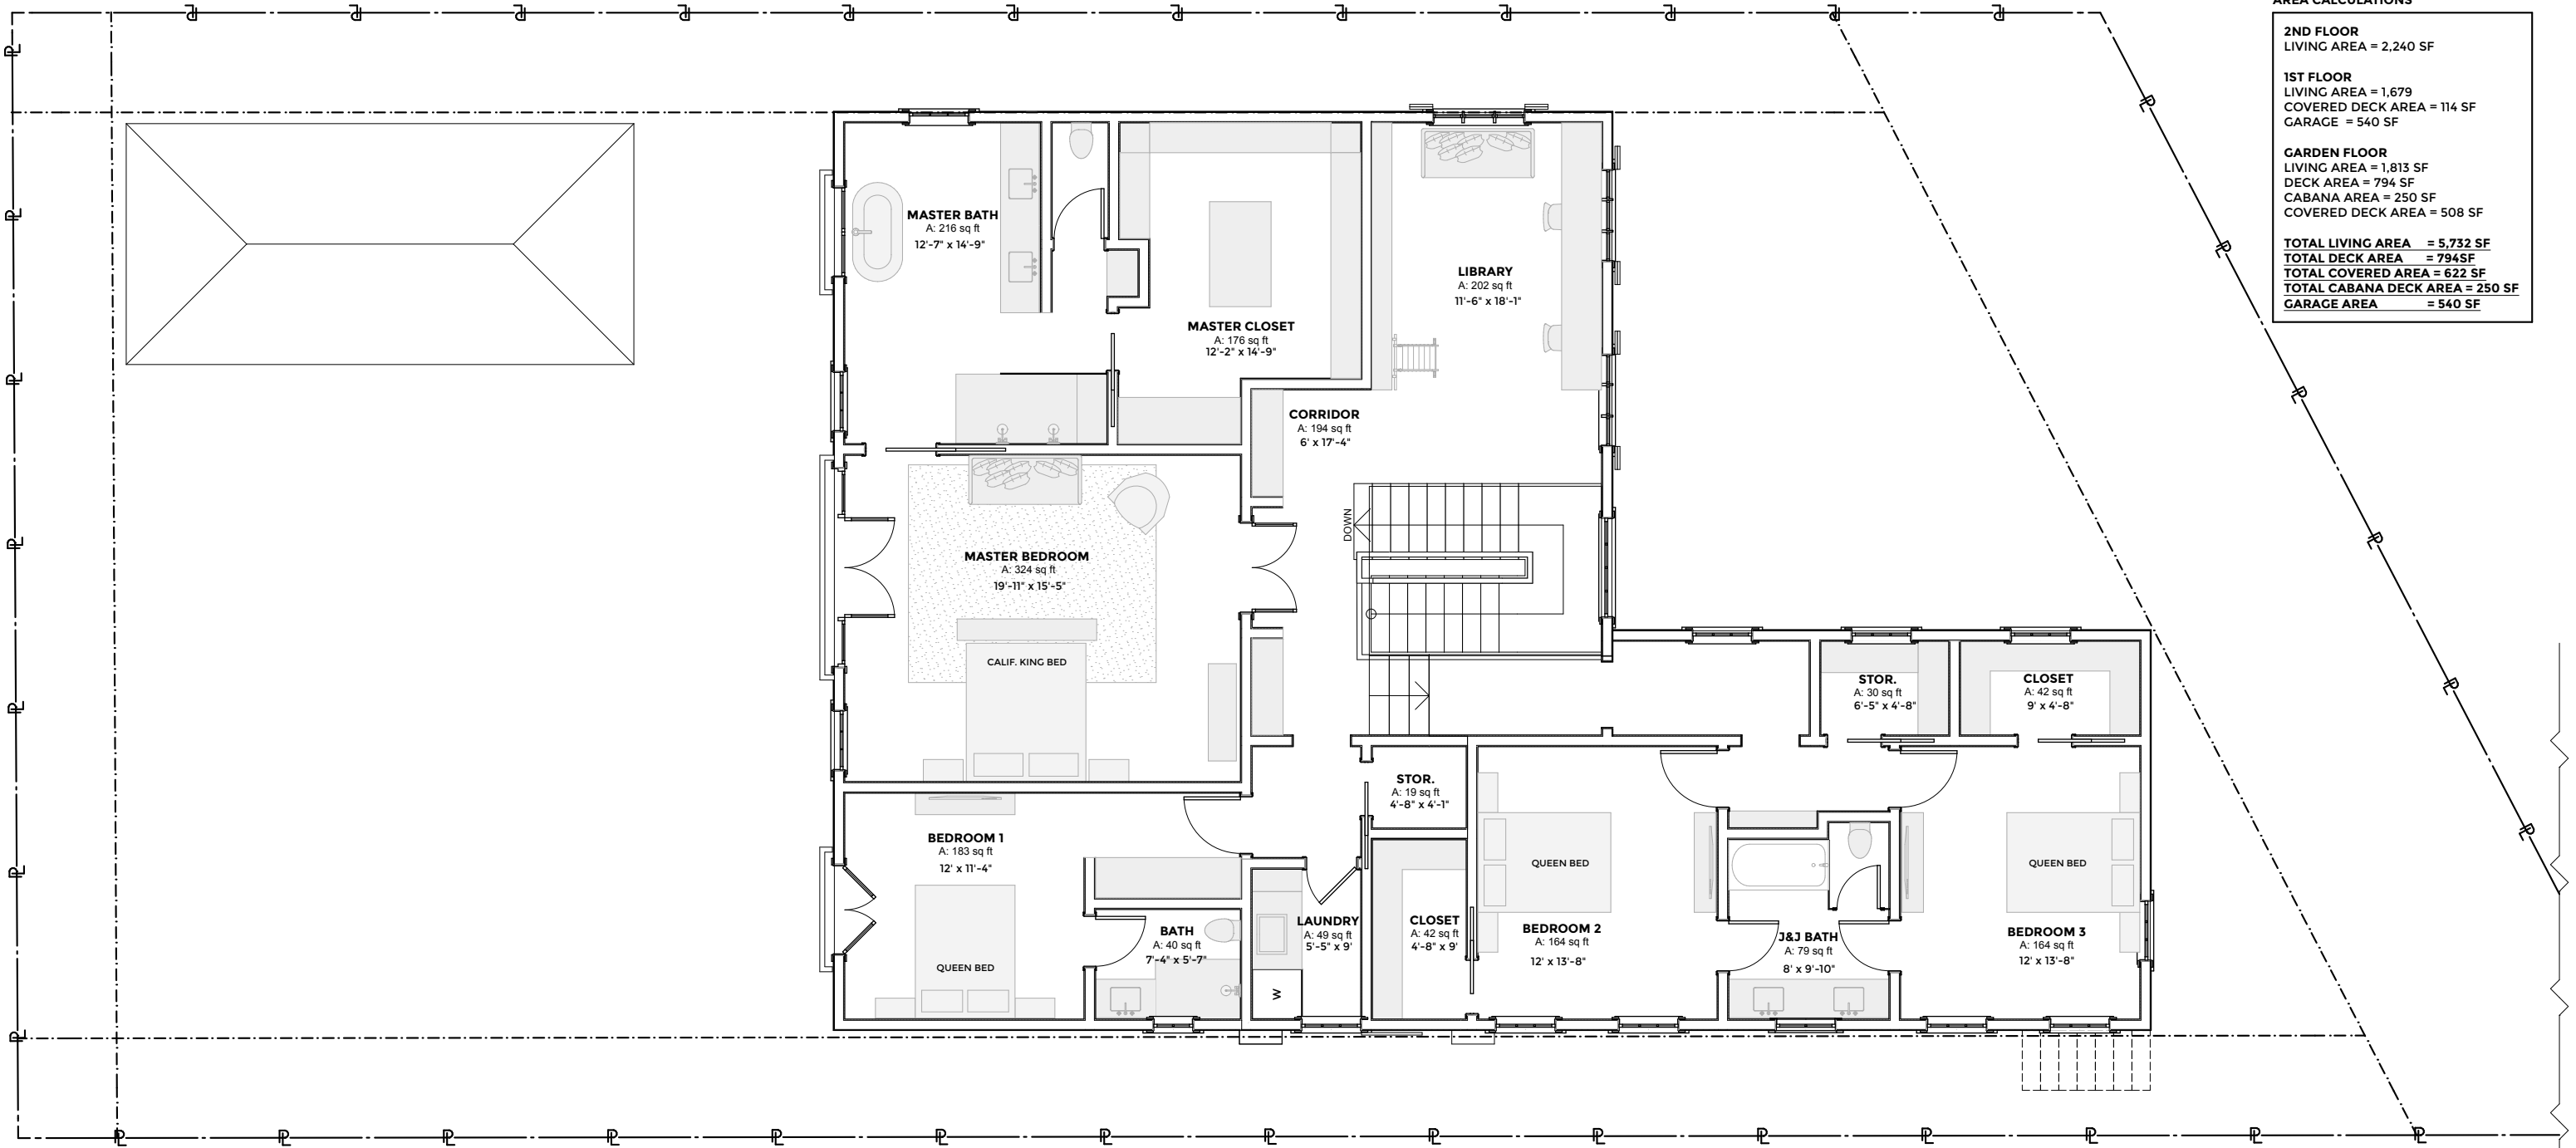 AREA CALCULATIONS
2ND FLOOR
LIVING AREA = 2,240 SF
1ST FLOOR
LIVING AREA = 1,679
COVERED DECK AREA = 114 SF
GARAGE = 540 SF
GARDEN FLOOR
LIVING AREA = 1,813 SF
DECK AREA = 794 SF
CABANA AREA = 250 SF
COVERED DECK AREA = 508 SF
TOTAL LIVING AREA = 5,732 SF
TOTAL DECK AREA = 794SF
TOTAL COVERED AREA = 622 SF
TOTAL CABANA DECK AREA = 250 SF
GARAGE AREA = 540 SF
MASTER BATH
A: 216 sq ft
12'-7" x 14'-9"
MASTER CLOSET
A: 176 sq ft
12'-2" x 14'-9"
LIBRARY
A: 202 sq ft
11'-6" x 18'-1"
CORRIDOR
A: 194 sq ft
6' x 17'-4"
DOWN
MASTER BEDROOM
A: 324 sq ft
19'-11" x 15'-5"
CALIF. KING BED
STOR.
A: 30 sq ft
6'-5" x 4'-8"
CLOSET
A: 42 sq ft
9' x 4'-8"
STOR.
A: 19 sq ft
4'-8" x 4'-1"
BEDROOM 1
A: 183 sq ft
12' x 11'-4"
QUEEN BED
BATH
A: 40 sq ft
7'-4" x 5'-7"
LAUNDRY
A: 49 sq ft
5'-5" x 9'
W
CLOSET
A: 42 sq ft
4'-8" x 9'
QUEEN BED
BEDROOM 2
A: 164 sq ft
12' x 13'-8"
J&J BATH
A: 79 sq ft
8' x 9'-10"
QUEEN BED
BEDROOM 3
A: 164 sq ft
12' x 13'-8"